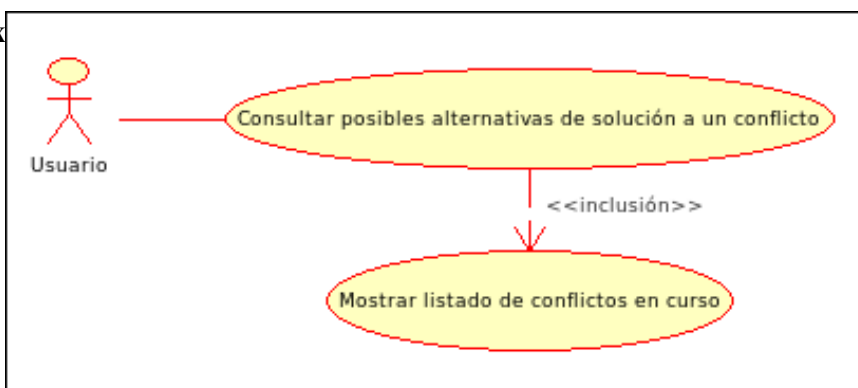 Consultar posibles alternativas de solución a un conflicto
Usuario
<<inclusión>>
Mostrar listado de conflictos en curso